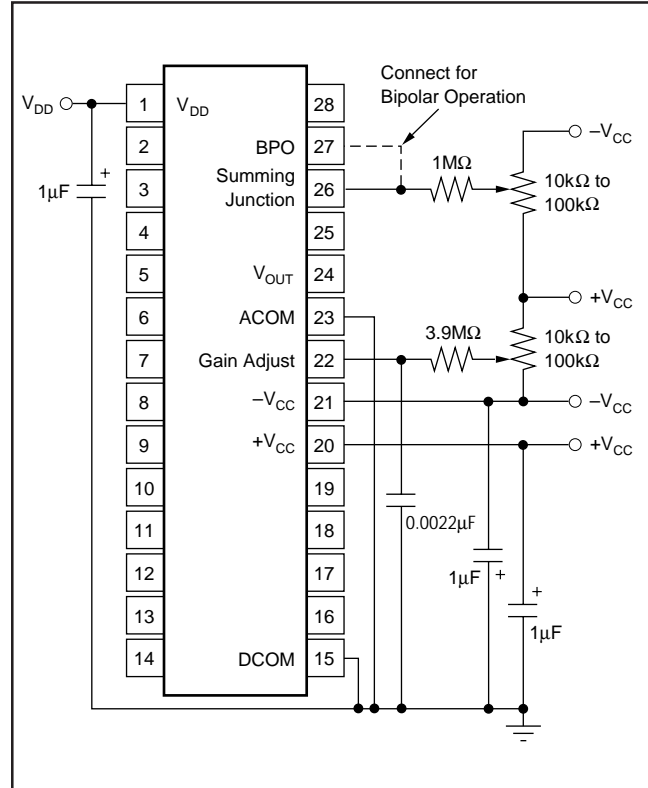 Connect for
Bipolar Operation
V_DD
1 V_DD 28
2 BPO 27
3 Summing Junction 26
4 25
5 V_OUT 24
6 ACOM 23
7 Gain Adjust 22
8 –V_CC 21
9 +V_CC 20
10 19
11 18
12 17
13 16
14 DCOM 15
1µF
+
1MΩ
–V_CC
10kΩ to
100kΩ
+V_CC
3.9MΩ
10kΩ to
100kΩ
–V_CC
+V_CC
0.0022µF
1µF +
+
1µF